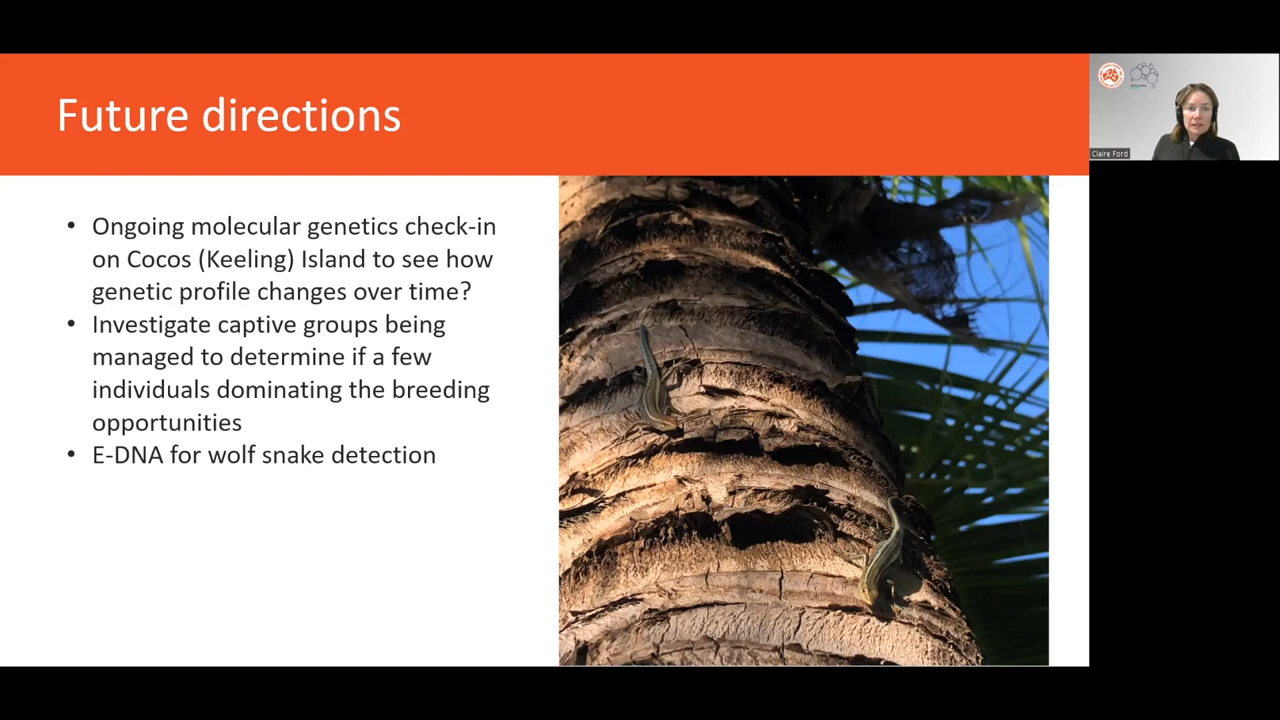 Future directions
• Ongoing molecular genetics check-in
on Cocos (Keeling) Island to see how
genetic profile changes over time?
• Investigate captive groups being
managed to determine if a few
individuals dominating the breeding
opportunities
• E-DNA for wolf snake detection
Claire Ford